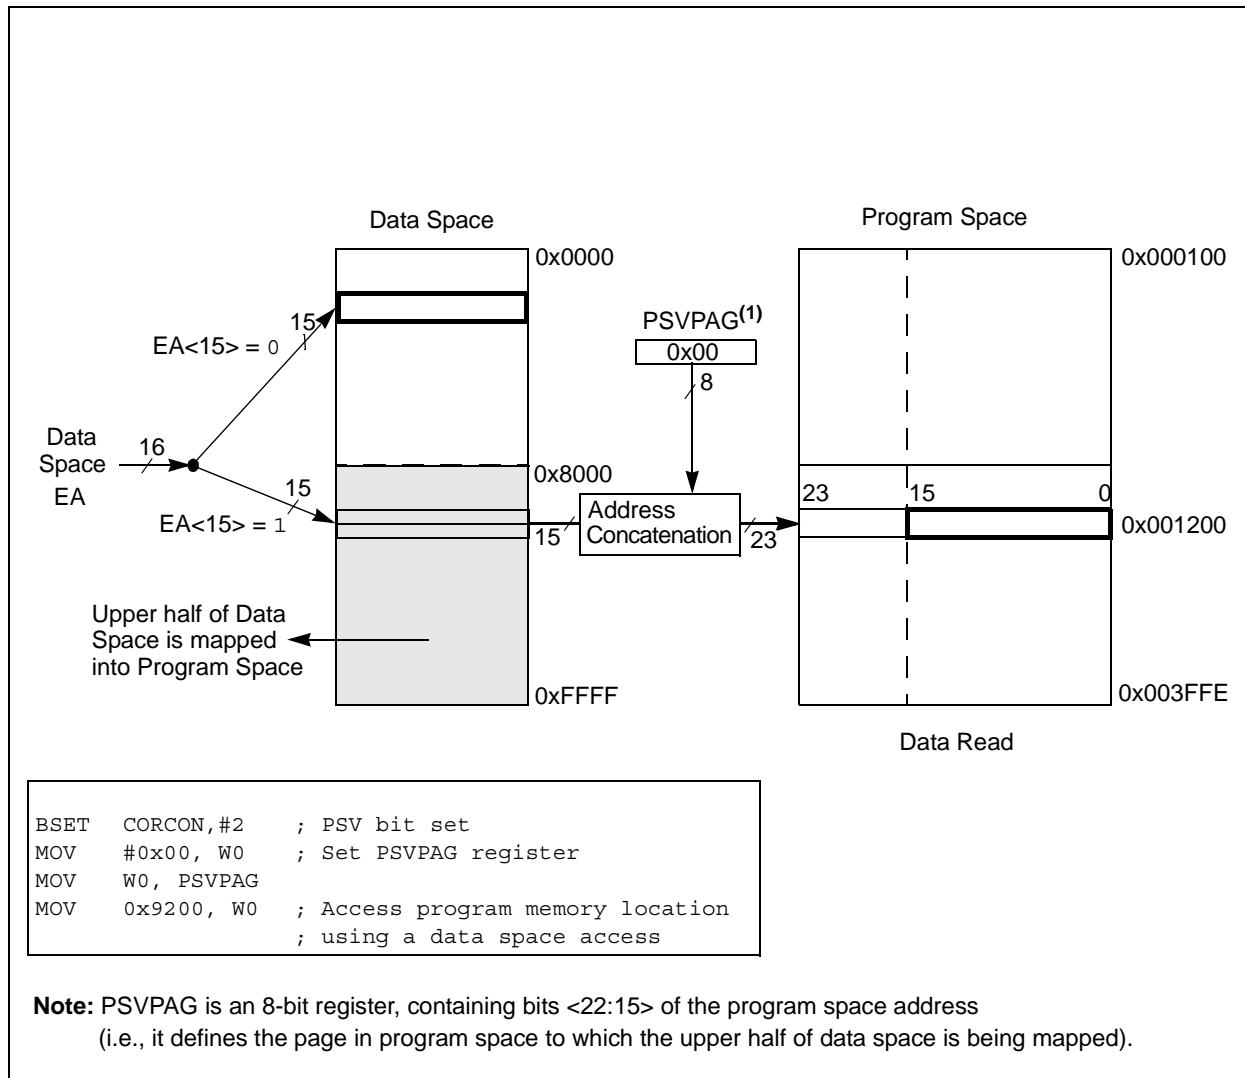 Data Space
Program Space
0x0000
0x000100
15
PSVPAG(1)
EA<15> = 0
0x00
8
Data
Space
EA
16
0x8000
15
EA<15> = 1
23 15 0
Address
Concatenation
15
23
0x001200
Upper half of Data
Space is mapped
into Program Space
0xFFFF
0x003FFE
Data Read
BSET CORCON,#2 ; PSV bit set
MOV #0x00, W0 ; Set PSVPAG register
MOV W0, PSVPAG
MOV 0x9200, W0 ; Access program memory location
; using a data space access
Note: PSVPAG is an 8-bit register, containing bits <22:15> of the program space address
(i.e., it defines the page in program space to which the upper half of data space is being mapped).